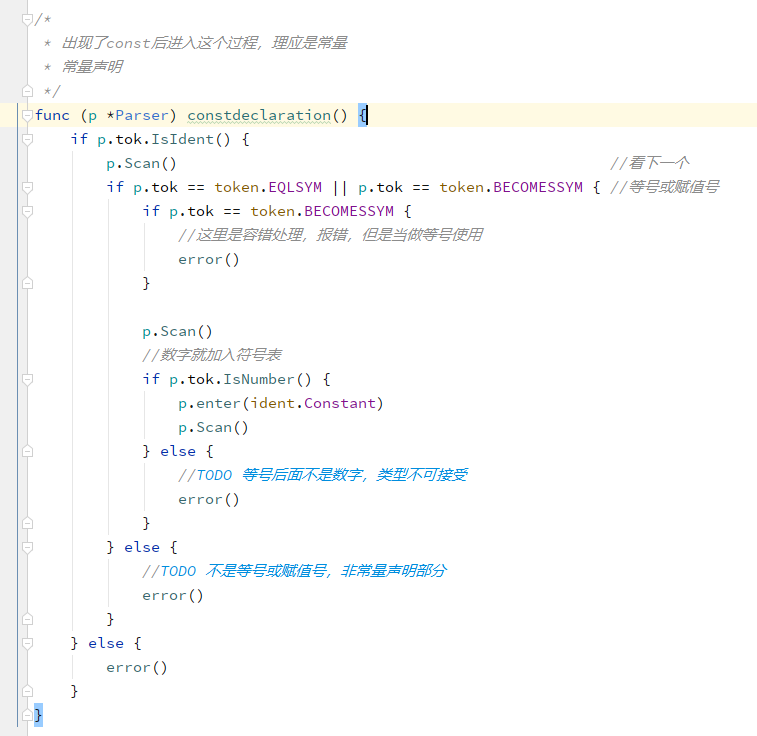 /*
 * 出现了const后进入这个过程，理应是常量
 * 常量声明
 */
func (p *Parser) constdeclaration() {
    if p.tok.IsIdent() {
        p.Scan() //看下一个
        if p.tok == token.EQLSYM || p.tok == token.BECOMESSYM { //等号或赋值号
            if p.tok == token.BECOMESSYM {
                //这里是容错处理，报错，但是当做等号使用
                error()
            }

            p.Scan()
            //数字就加入符号表
            if p.tok.IsNumber() {
                p.enter(ident.Constant)
                p.Scan()
            } else {
                //TODO 等号后面不是数字，类型不可接受
                error()
            }
        } else {
            //TODO 不是等号或赋值号，非常量声明部分
            error()
        }
    } else {
        error()
    }
}